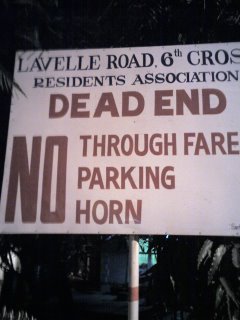 LAVELLE ROAD, 6th CROS
RESIDENTS ASSOCIATION
DEAD END
NO THROUGH FARE
PARKING
HORN